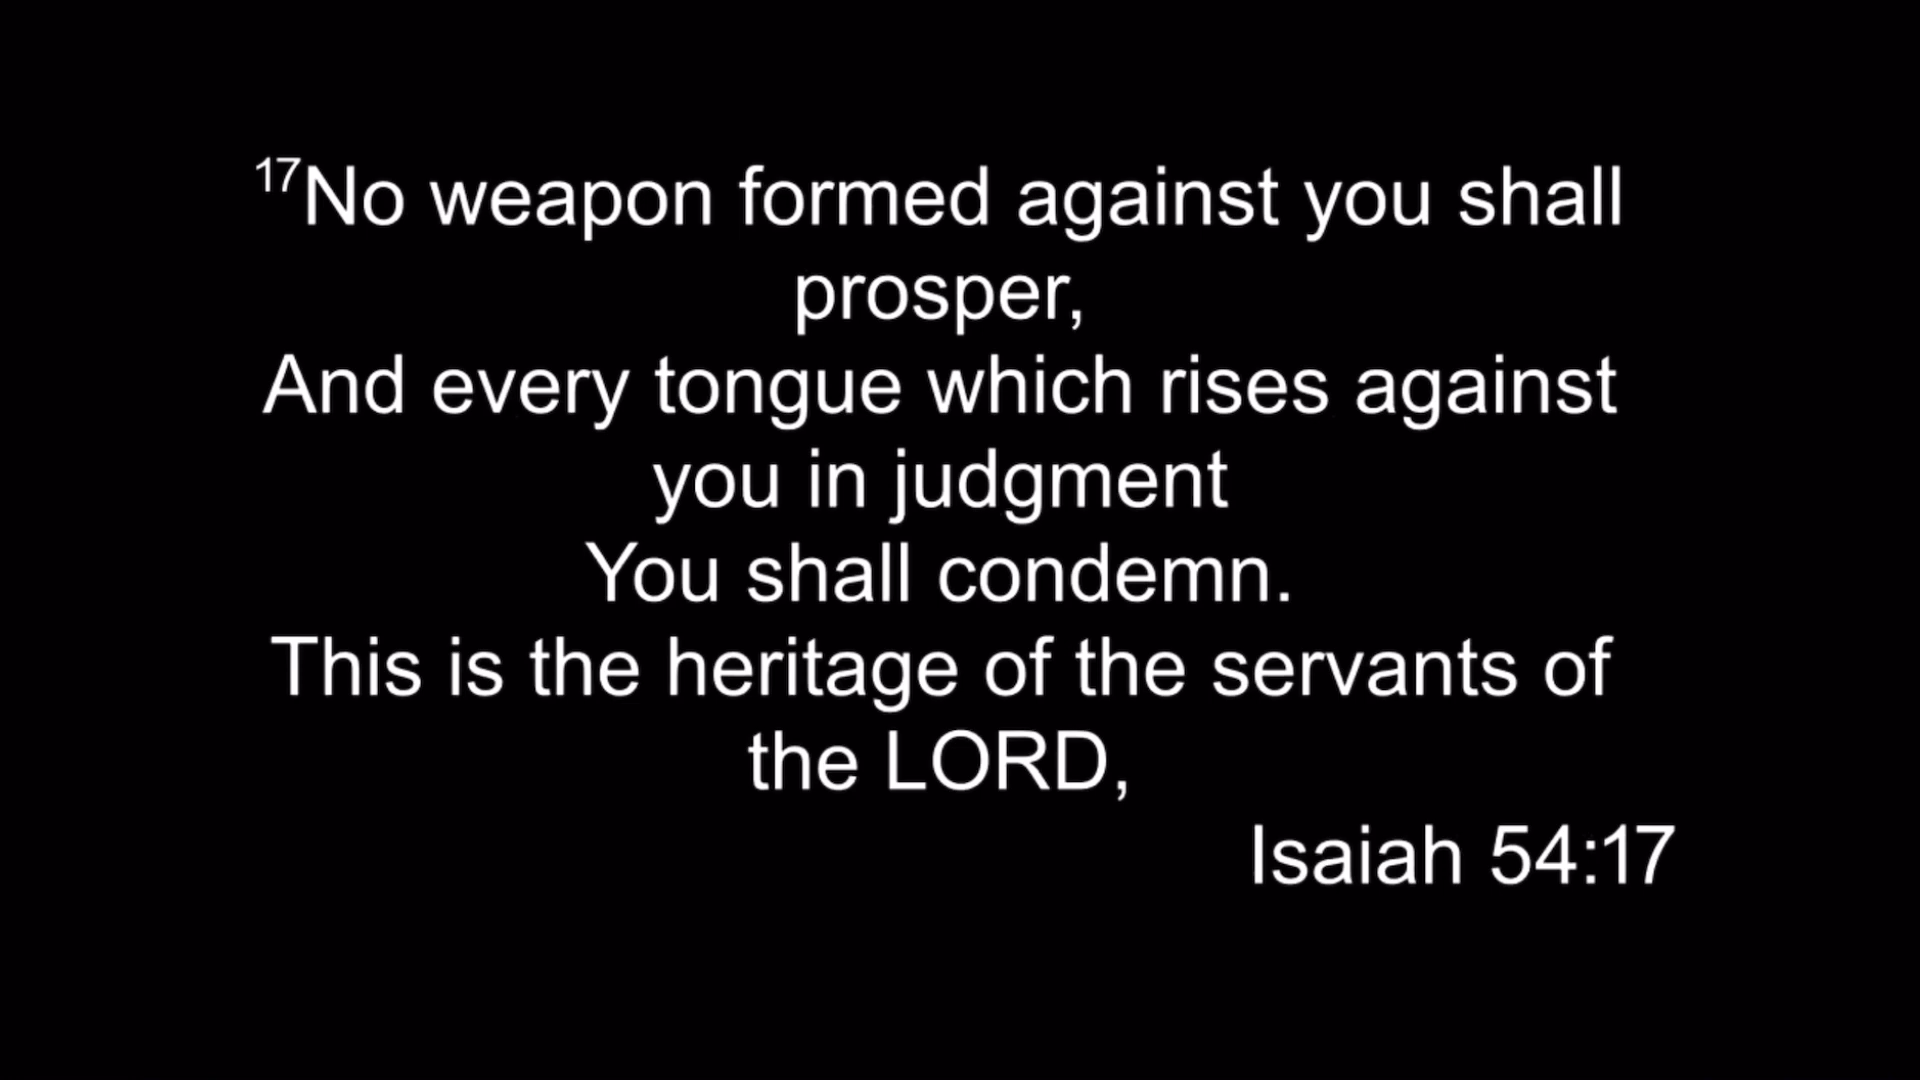 17No weapon formed against you shall
prosper,
And every tongue which rises against
you in judgment
You shall condemn.
This is the heritage of the servants of
the LORD,
Isaiah 54:17